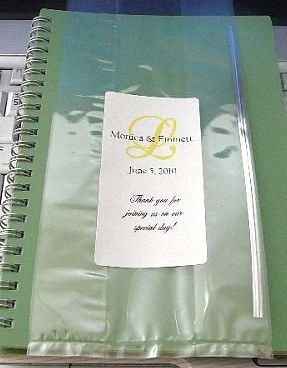 L
Monica & Emmett
June 5, 2010
Thank you for
joining us on our
special day!